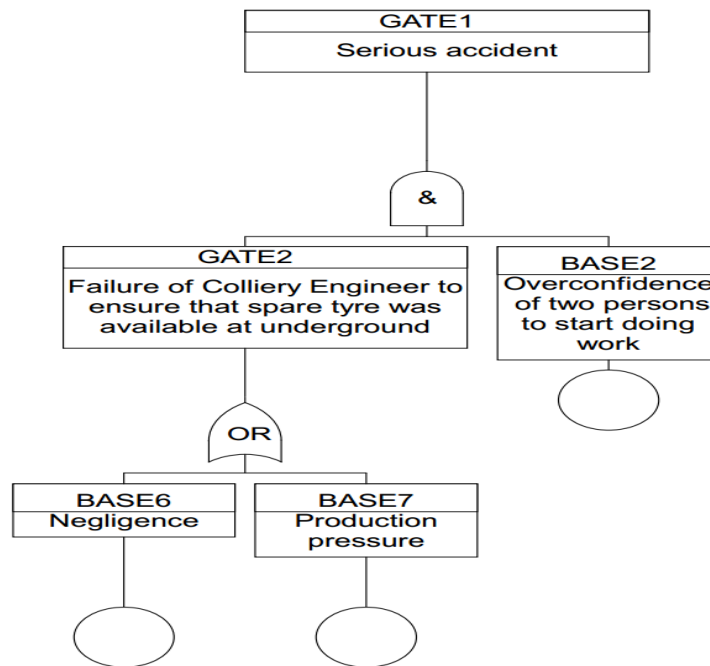 GATE1
Serious accident
&
GATE2
Failure of Colliery Engineer to
ensure that spare tyre was
available at underground
BASE2
Overconfidence
of two persons
to start doing
work
OR
BASE6
Negligence
BASE7
Production
pressure